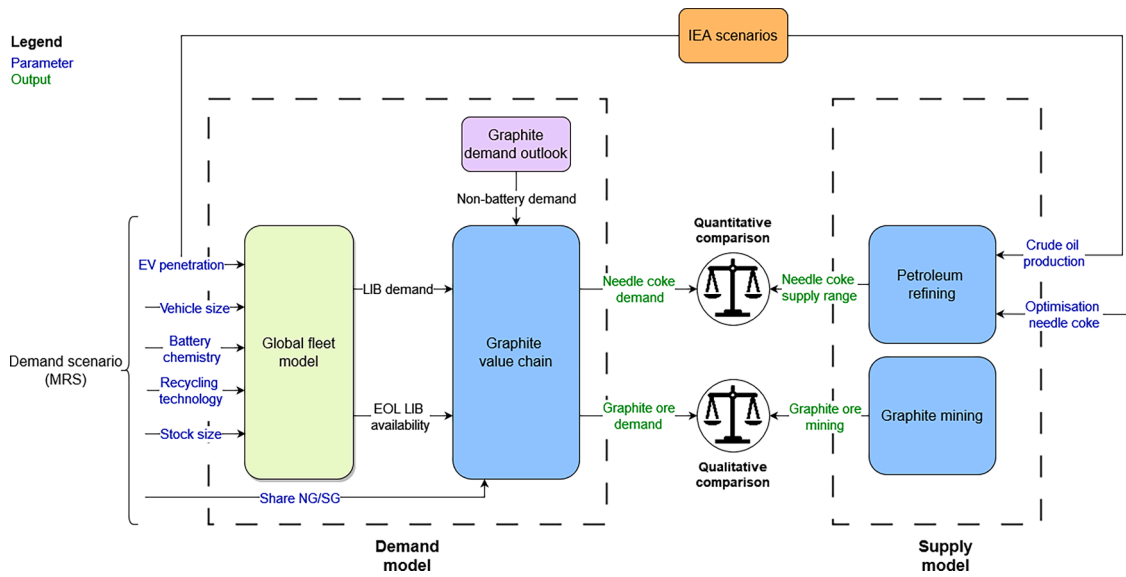 IEA scenarios
Legend
Parameter
Output
Graphite
demand outlook
Non-battery demand
Quantitative
comparison
EV penetration
Crude oil
production
Petroleum
refining
LIB demand
Needle coke
demand
Needle coke
supply range
Vehicle size
Optimisation
needle coke
Battery
chemistry
Global fleet
model
Graphite
value chain
Demand scenario
(MRS)
Recycling
technology
EOL LIB
availability
Graphite ore
demand
Graphite ore
mining
Graphite mining
Stock size
Qualitative
comparison
Share NG/SG
Demand
model
Supply
model